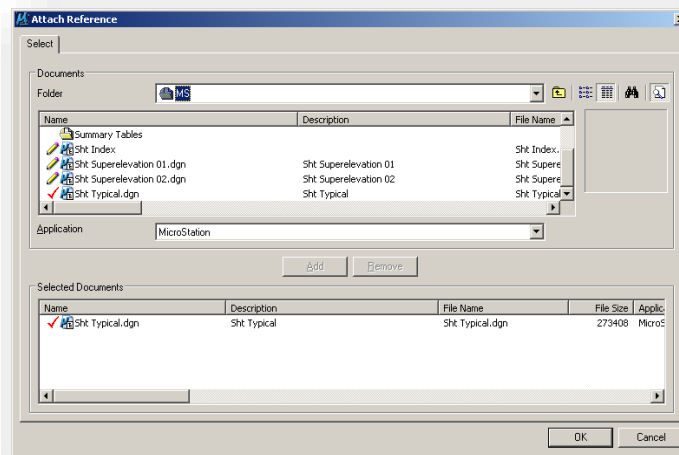 Attach Reference
Select
Documents
Folder MS
Name Description File Name
Summary Tables
Sht Index Sht Index.
Sht Superelevation 01.dgn Sht Superelevation 01 Sht Supere
Sht Superelevation 02.dgn Sht Superelevation 02 Sht Supere
Sht Typical.dgn Sht Typical Sht Typical
Application MicroStation
Add Remove
Selected Documents
Name Description File Name File Size Applic
Sht Typical.dgn Sht Typical Sht Typical.dgn 273408 MicroS
OK Cancel